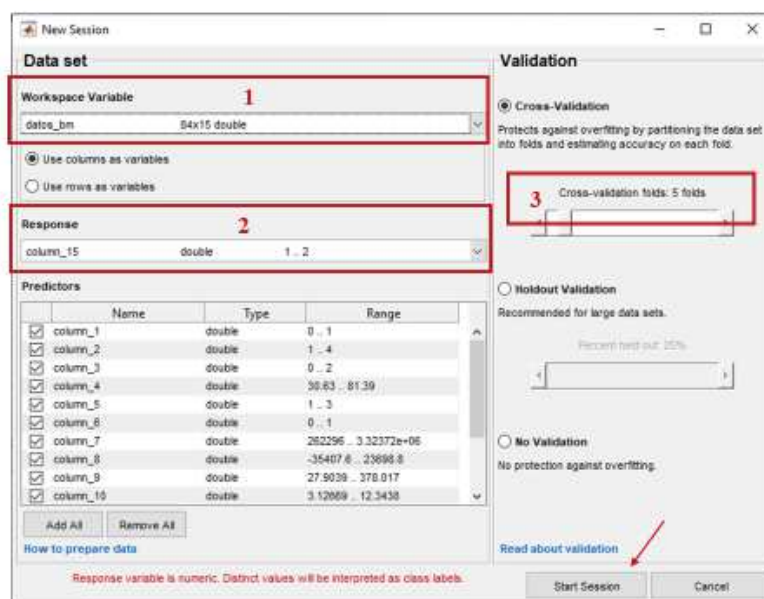 New Session
Data set
Workspace Variable
1
datos_bm 84x15 double
Use columns as variables
Use rows as variables
Response
2
column_15 double 1 .. 2
Predictors
Name Type Range
column_1 double 0 .. 1
column_2 double 1 .. 4
column_3 double 0 .. 2
column_4 double 30.63 .. 81.39
column_5 double 1 .. 3
column_6 double 0 .. 1
column_7 double 262296 .. 3.32372e+06
column_8 double -35407.6 .. 23698.8
column_9 double 27.9039 .. 378.017
column_10 double 3.12669 .. 12.3438
Add All Remove All
How to prepare data
Response variable is numeric. Distinct values will be interpreted as class labels.
Validation
Cross-Validation
Protects against overfitting by partitioning the data set
into folds and estimating accuracy on each fold.
3
Cross-validation folds: 5 folds
Holdout Validation
Recommended for large data sets.
Percent held out: 25%
No Validation
No protection against overfitting.
Read about validation
Start Session Cancel